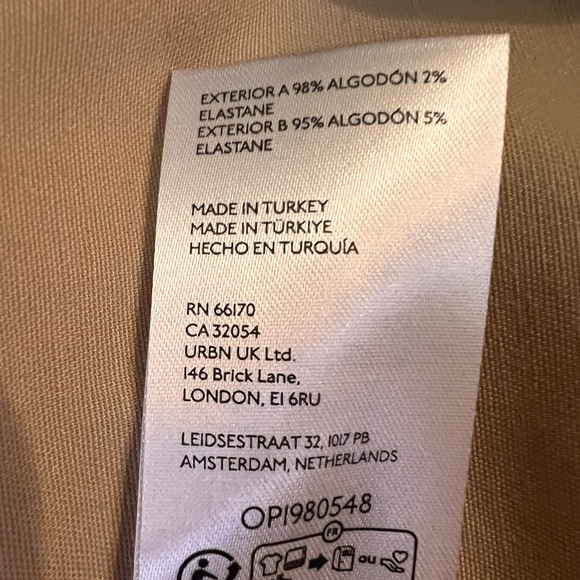 EXTERIOR A 98% ALGODÓN 2%
ELASTANE
EXTERIOR B 95% ALGODÓN 5%
ELASTANE
MADE IN TURKEY
MADE IN TÜRKIYE
HECHO EN TURQUÍA
RN 66170
CA 32054
URBN UK Ltd.
146 Brick Lane,
LONDON, E1 6RU
LEIDSESTRAAT 32, 1017 PB
AMSTERDAM, NETHERLANDS
OP1980548
FR
ou